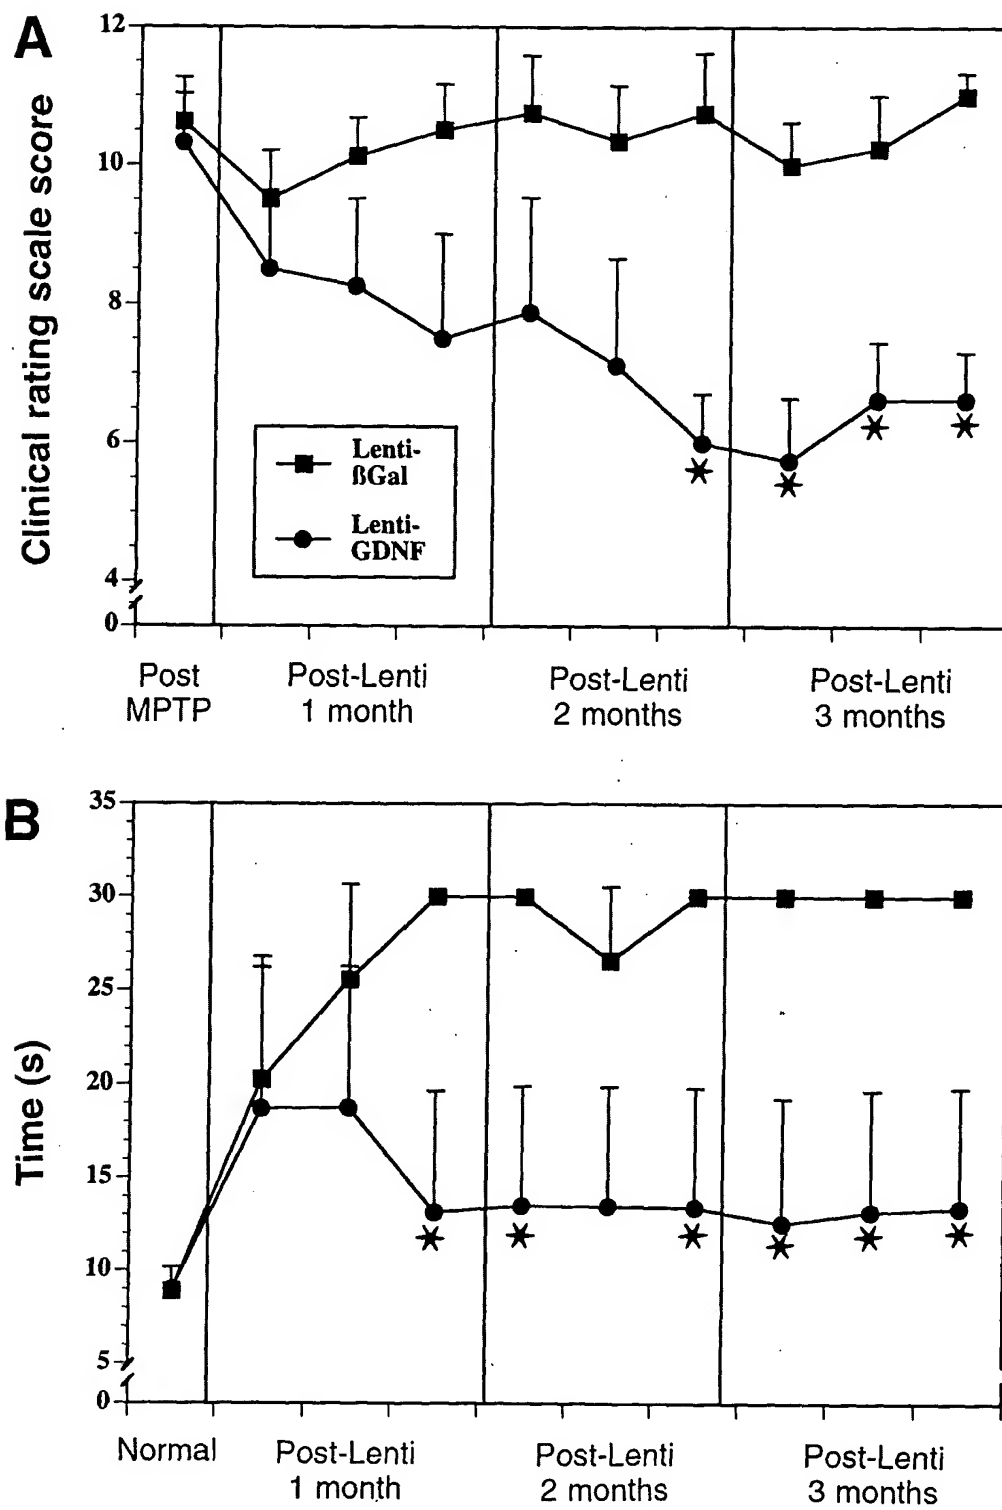 A
Clinical rating scale score
12
10
8
6
4
0
Lenti-
ßGal
Lenti-
GDNF
Post
MPTP
Post-Lenti
1 month
Post-Lenti
2 months
Post-Lenti
3 months
B
Time (s)
35
30
25
20
15
10
5
0
Normal
Post-Lenti
1 month
Post-Lenti
2 months
Post-Lenti
3 months